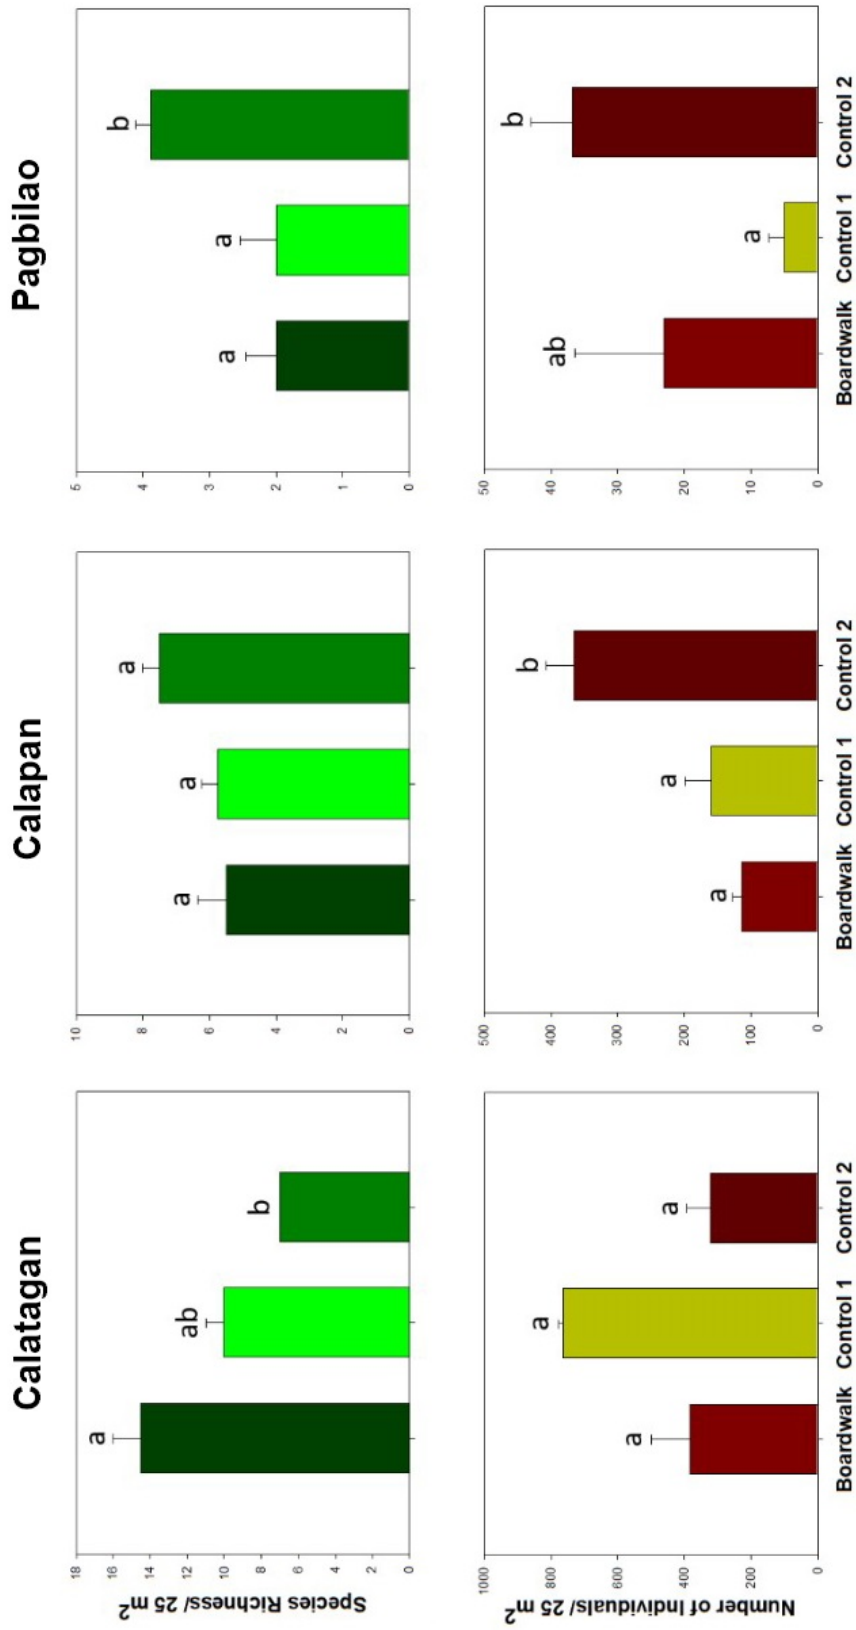 Calatagan
Calapan
Pagbilao
Species Richness/ 25 m²
18
16
14
12
10
8
6
4
2
0
a
ab
b
10
8
6
4
2
0
a
a
a
5
4
3
2
1
0
a
a
b
Number of Individuals/ 25 m²
1000
800
600
400
200
0
a
a
a
Boardwalk Control 1 Control 2
500
400
300
200
100
0
a
a
b
Boardwalk Control 1 Control 2
50
40
30
20
10
0
ab
a
b
Boardwalk Control 1 Control 2